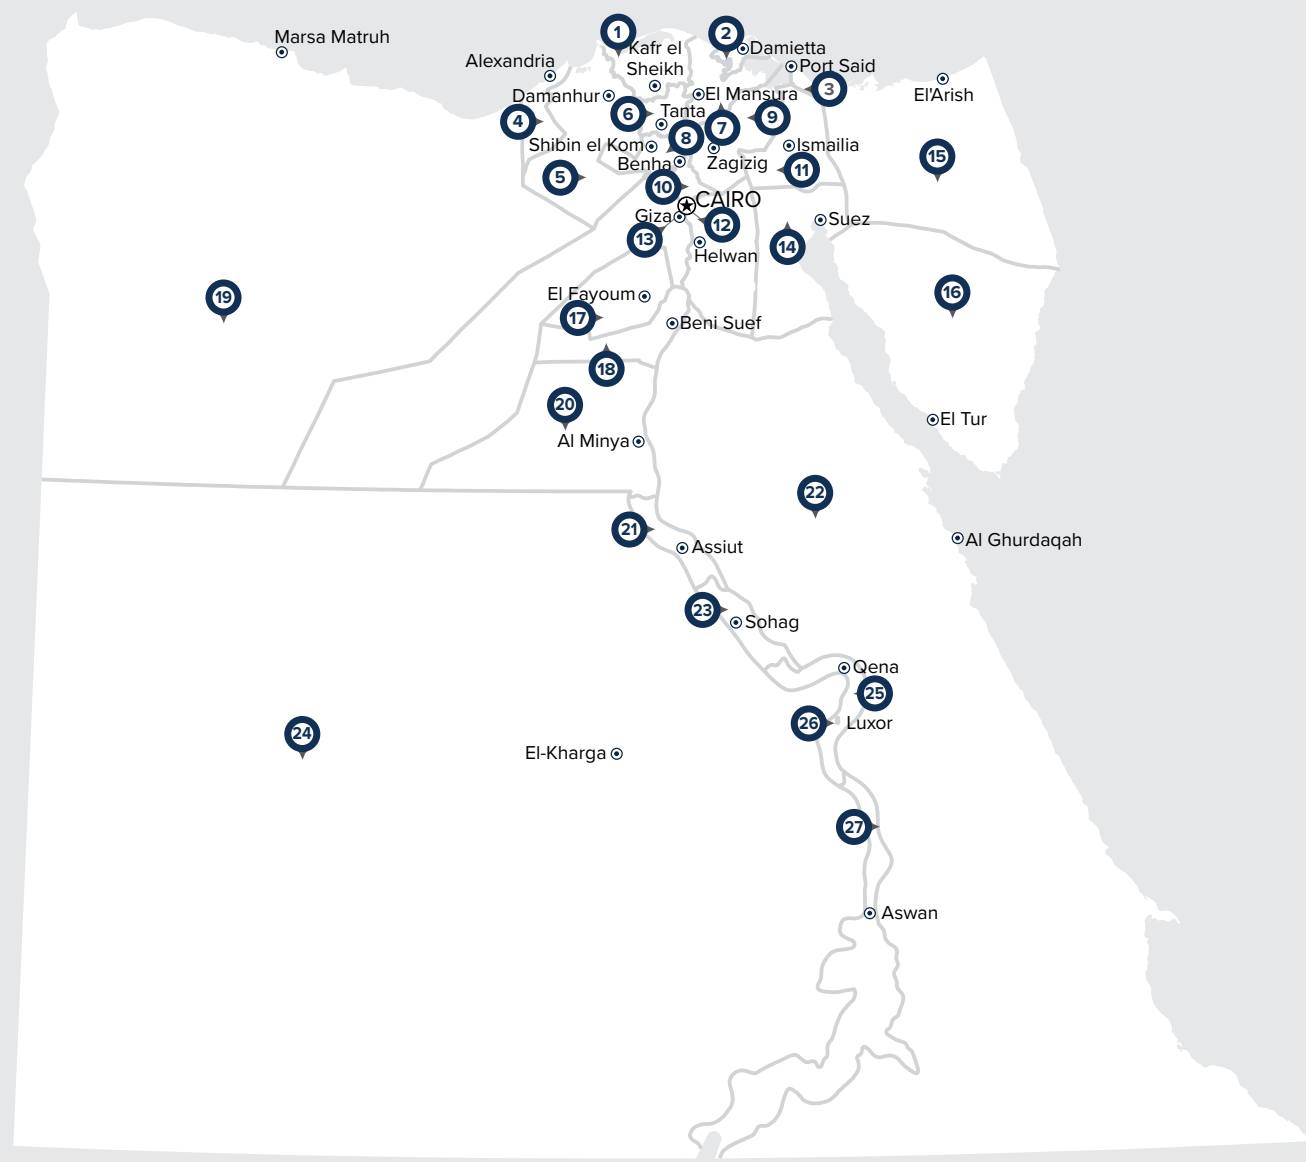 1
2
Marsa Matruh
Kafr el
Sheikh
Damietta
Alexandria
Port Said
3
El'Arish
Damanhur
El Mansura
4
6
Tanta
7
9
8
Shibin el Kom
Ismailia
15
Benha
Zagizig
11
5
10
CAIRO
Giza
12
Suez
13
14
Helwan
19
El Fayoum
16
17
Beni Suef
18
20
El Tur
Al Minya
22
21
Assiut
Al Ghurdaqah
23
Sohag
Qena
25
26
Luxor
24
El-Kharga
27
Aswan